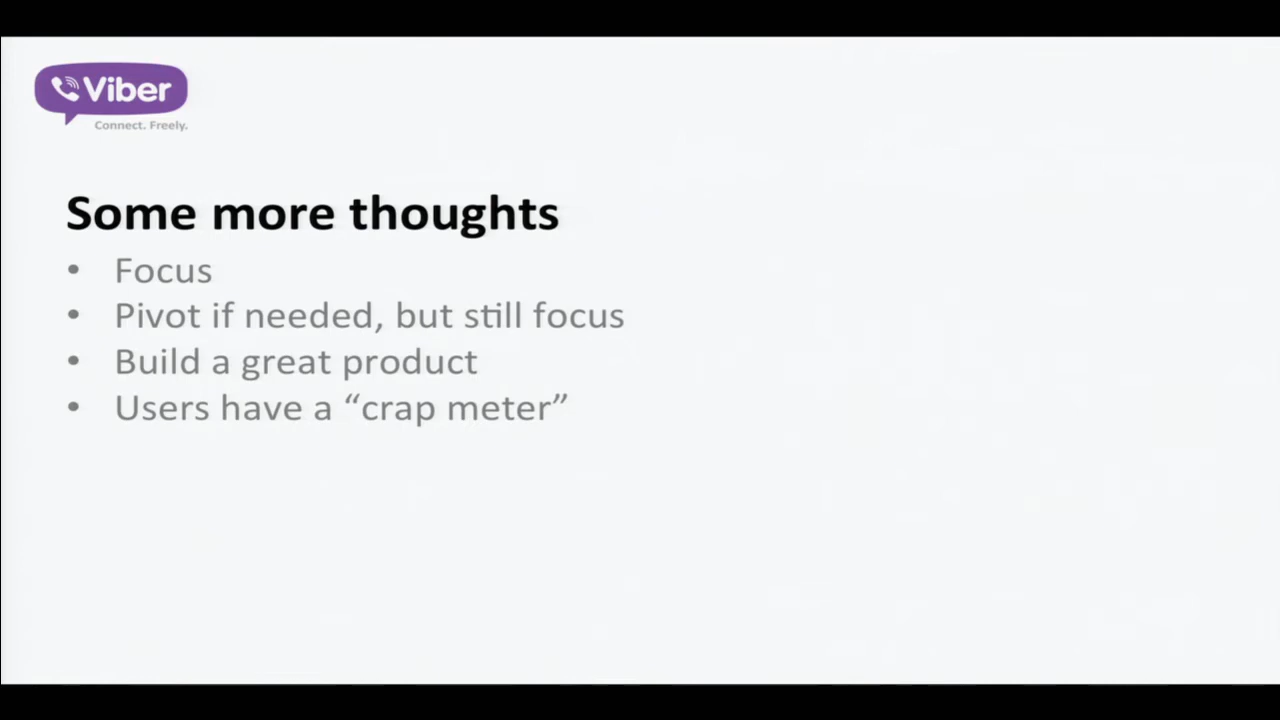 Viber
Connect. Freely.
Some more thoughts
• Focus
• Pivot if needed, but still focus
• Build a great product
• Users have a “crap meter”